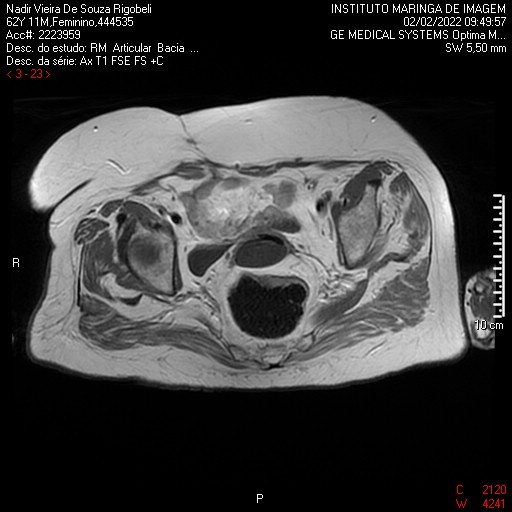 Nadir Vieira De Souza Rigobeli
62Y 11M,Feminino,444535
Acc#: 2223959
Desc. do estudo: RM Articular Bacia ...
Desc. da série: Ax T1 FSE FS +C
< 3 - 23 >
INSTITUTO MARINGA DE IMAGEM
02/02/2022 09:49:57
GE MEDICAL SYSTEMS Optima M...
SW 5,50 mm
R
10 cm
P
C 2120
W 4241